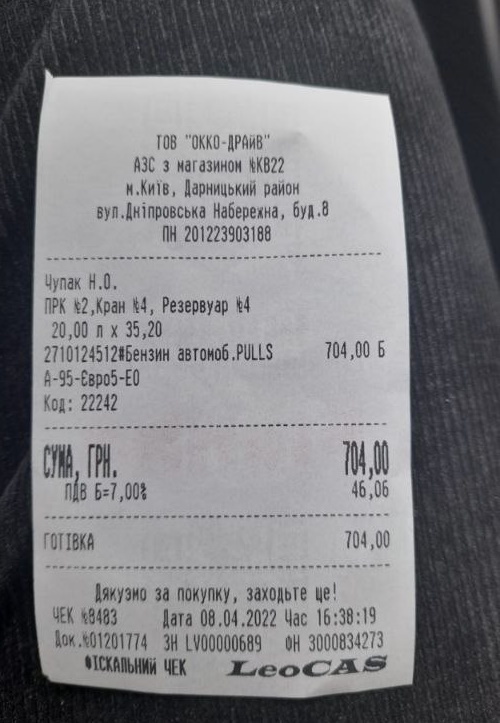 ТОВ "ОККО-ДРАЙВ"
АЗС з магазином №КВ22
м.Київ, Дарницький район
вул.Дніпровська Набережна, буд.8
ПН 201223903188
Чупак Н.О.
ПРК №2,Кран №4, Резервуар №4
20,00 л х 35,20
2710124512#Бензин автомоб.PULLS 704,00 Б
А-95-Євро5-Е0
Код: 22242
СУМА, ГРН. 704,00
ПДВ Б=7,00% 46,06
ГОТІВКА 704,00
Дякуємо за покупку, заходьте ще!
ЧЕК №8483 Дата 08.04.2022 Час 16:38:19
Док.№01201774 ЗН LV00000689 ФН 3000834273
ФІСКАЛЬНИЙ ЧЕК LeoCAS